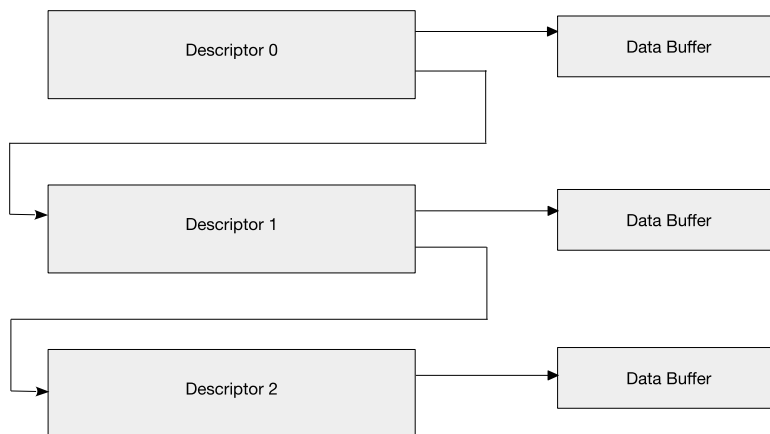 Descriptor 0
Data Buffer
Descriptor 1
Data Buffer
Descriptor 2
Data Buffer